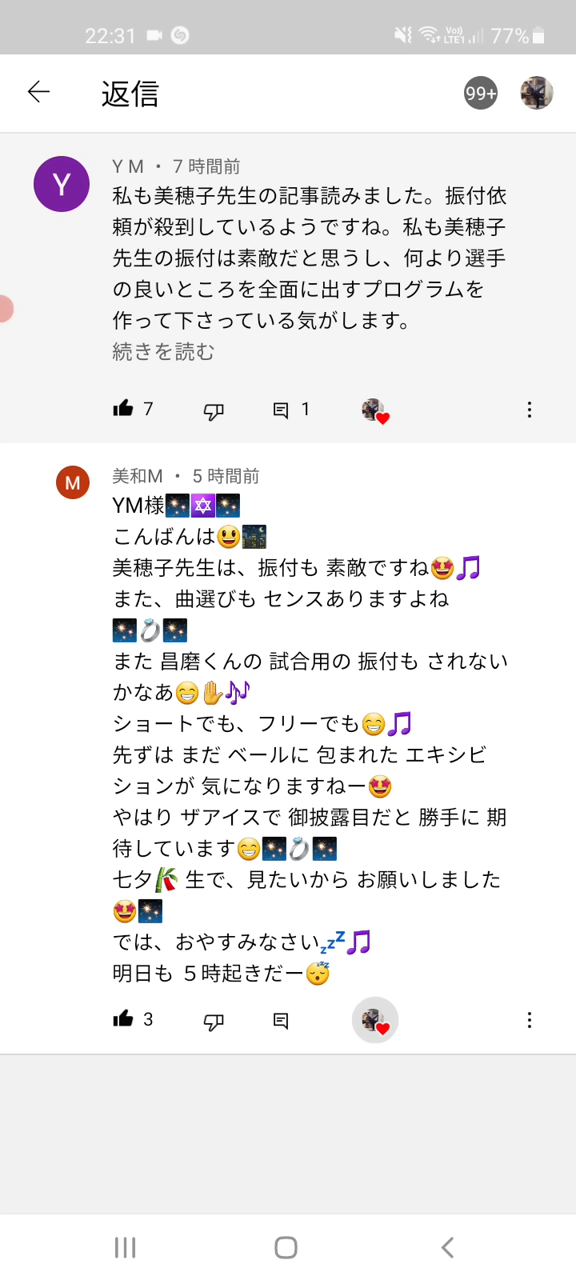 22:31
Vo)) LTE1 77%
返信
99+
Y
Y M ・ 7 時間前
私も美穂子先生の記事読みました。振付依
頼が殺到しているようですね。私も美穂子
先生の振付は素敵だと思うし、何より選手
の良いところを全面に出すプログラムを
作って下さっている気がします。
続きを読む
7
1
M
美和M ・ 5 時間前
YM様🎇🔯🎇
こんばんは😃🌃
美穂子先生は、振付も 素敵ですね🤩🎵
また、曲選びも センスありますよね
🎇💍🎇
また 昌磨くんの 試合用の 振付も されない
かなあ😁✋🎶
ショートでも、フリーでも😁🎵
先ずは まだ ベールに 包まれた エキシビ
ションが 気になりますねー🤩
やはり ザアイスで 御披露目だと 勝手に 期
待しています😁🎇💍🎇
七夕🎋 生で、見たいから お願いしました
🤩🎇
では、おやすみなさい💤🎵
明日も ５時起きだー😴
3